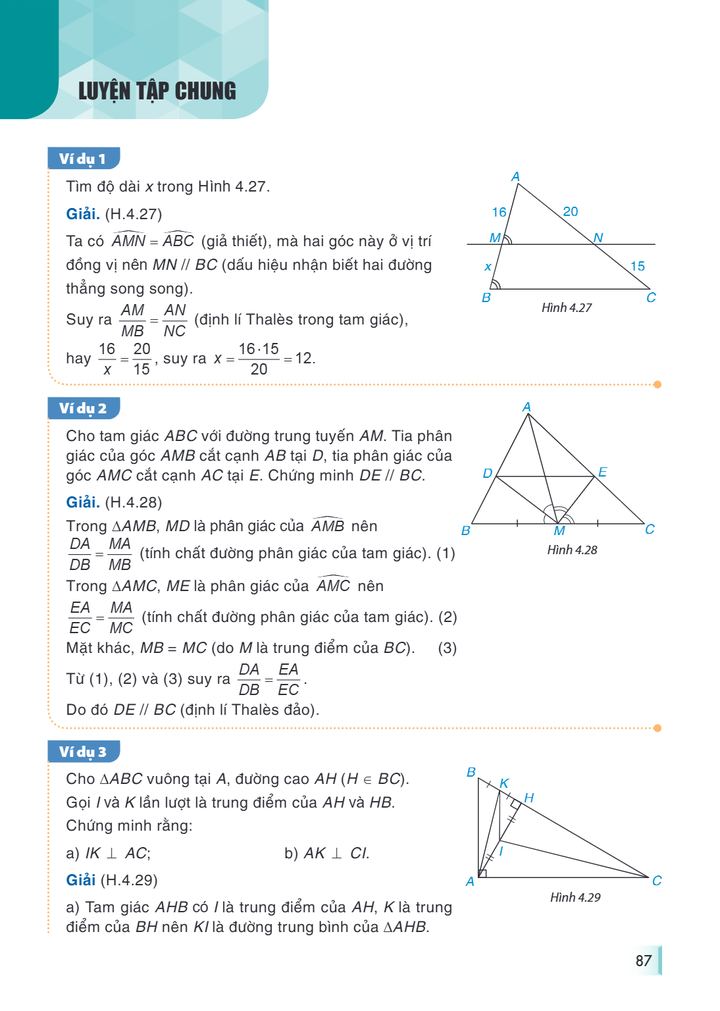 LUYỆN TẬP CHUNG
Ví dụ 1
Tìm độ dài x trong Hình 4.27.
Giải. (H.4.27)
Ta có AMN = ABC (giả thiết), mà hai góc này ở vị trí
đồng vị nên MN // BC (dấu hiệu nhận biết hai đường
thẳng song song).
Suy ra AM/MB = AN/NC (định lí Thalès trong tam giác),
hay 16/x = 20/15, suy ra x = 16·15/20 = 12.
A
16
20
M
N
x
15
B
C
Hình 4.27
Ví dụ 2
Cho tam giác ABC với đường trung tuyến AM. Tia phân
giác của góc AMB cắt cạnh AB tại D, tia phân giác của
góc AMC cắt cạnh AC tại E. Chứng minh DE // BC.
Giải. (H.4.28)
Trong ∆AMB, MD là phân giác của AMB nên
DA/DB = MA/MB (tính chất đường phân giác của tam giác). (1)
Trong ∆AMC, ME là phân giác của AMC nên
EA/EC = MA/MC (tính chất đường phân giác của tam giác). (2)
Mặt khác, MB = MC (do M là trung điểm của BC). (3)
Từ (1), (2) và (3) suy ra DA/DB = EA/EC.
Do đó DE // BC (định lí Thalès đảo).
A
D
E
B
M
C
Hình 4.28
Ví dụ 3
Cho ∆ABC vuông tại A, đường cao AH (H ∈ BC).
Gọi I và K lần lượt là trung điểm của AH và HB.
Chứng minh rằng:
a) IK ⊥ AC; b) AK ⊥ CI.
Giải (H.4.29)
a) Tam giác AHB có I là trung điểm của AH, K là trung
điểm của BH nên KI là đường trung bình của ∆AHB.
B
K
H
I
A
C
Hình 4.29
87